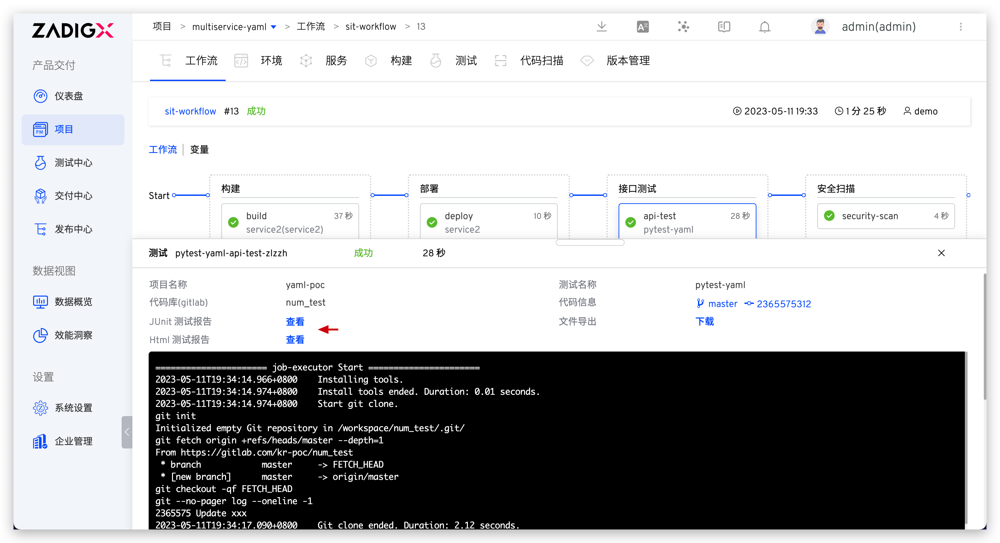 ZADIGX
产品交付
仪表盘
PM
项目
测试中心
交付中心
发布中心
数据视图
数据概览
效能洞察
设置
系统设置
企业管理
项目 > multiservice-yaml > 工作流 > sit-workflow > 13
admin(admin)
工作流 环境 服务 构建 测试 代码扫描 版本管理
sit-workflow #13 成功 2023-05-11 19:33 1 分 25 秒 demo
工作流 变量
Start
构建
build 37 秒
service2(service2)
部署
deploy 10 秒
service2
接口测试
api-test 28 秒
pytest-yaml
安全扫描
security-scan 4 秒
测试 pytest-yaml-api-test-zlzzh 成功 28 秒
项目名称 yaml-poc 测试名称 pytest-yaml
代码库(gitlab) num_test 代码信息 master 2365575312
JUnit 测试报告 查看 文件导出 下载
Html 测试报告 查看
====================== job-executor Start ======================
2023-05-11T19:34:14.966+0800 Installing tools.
2023-05-11T19:34:14.974+0800 Install tools ended. Duration: 0.01 seconds.
2023-05-11T19:34:14.974+0800 Start git clone.
git init
Initialized empty Git repository in /workspace/num_test/.git/
git fetch origin +refs/heads/master --depth=1
From https://gitlab.com/kr-poc/num_test
* branch master -> FETCH_HEAD
* [new branch] master -> origin/master
git checkout -qf FETCH_HEAD
git --no-pager log --oneline -1
2365575 Update xxx
2023-05-11T19:34:17.090+0800 Git clone ended. Duration: 2.12 seconds.